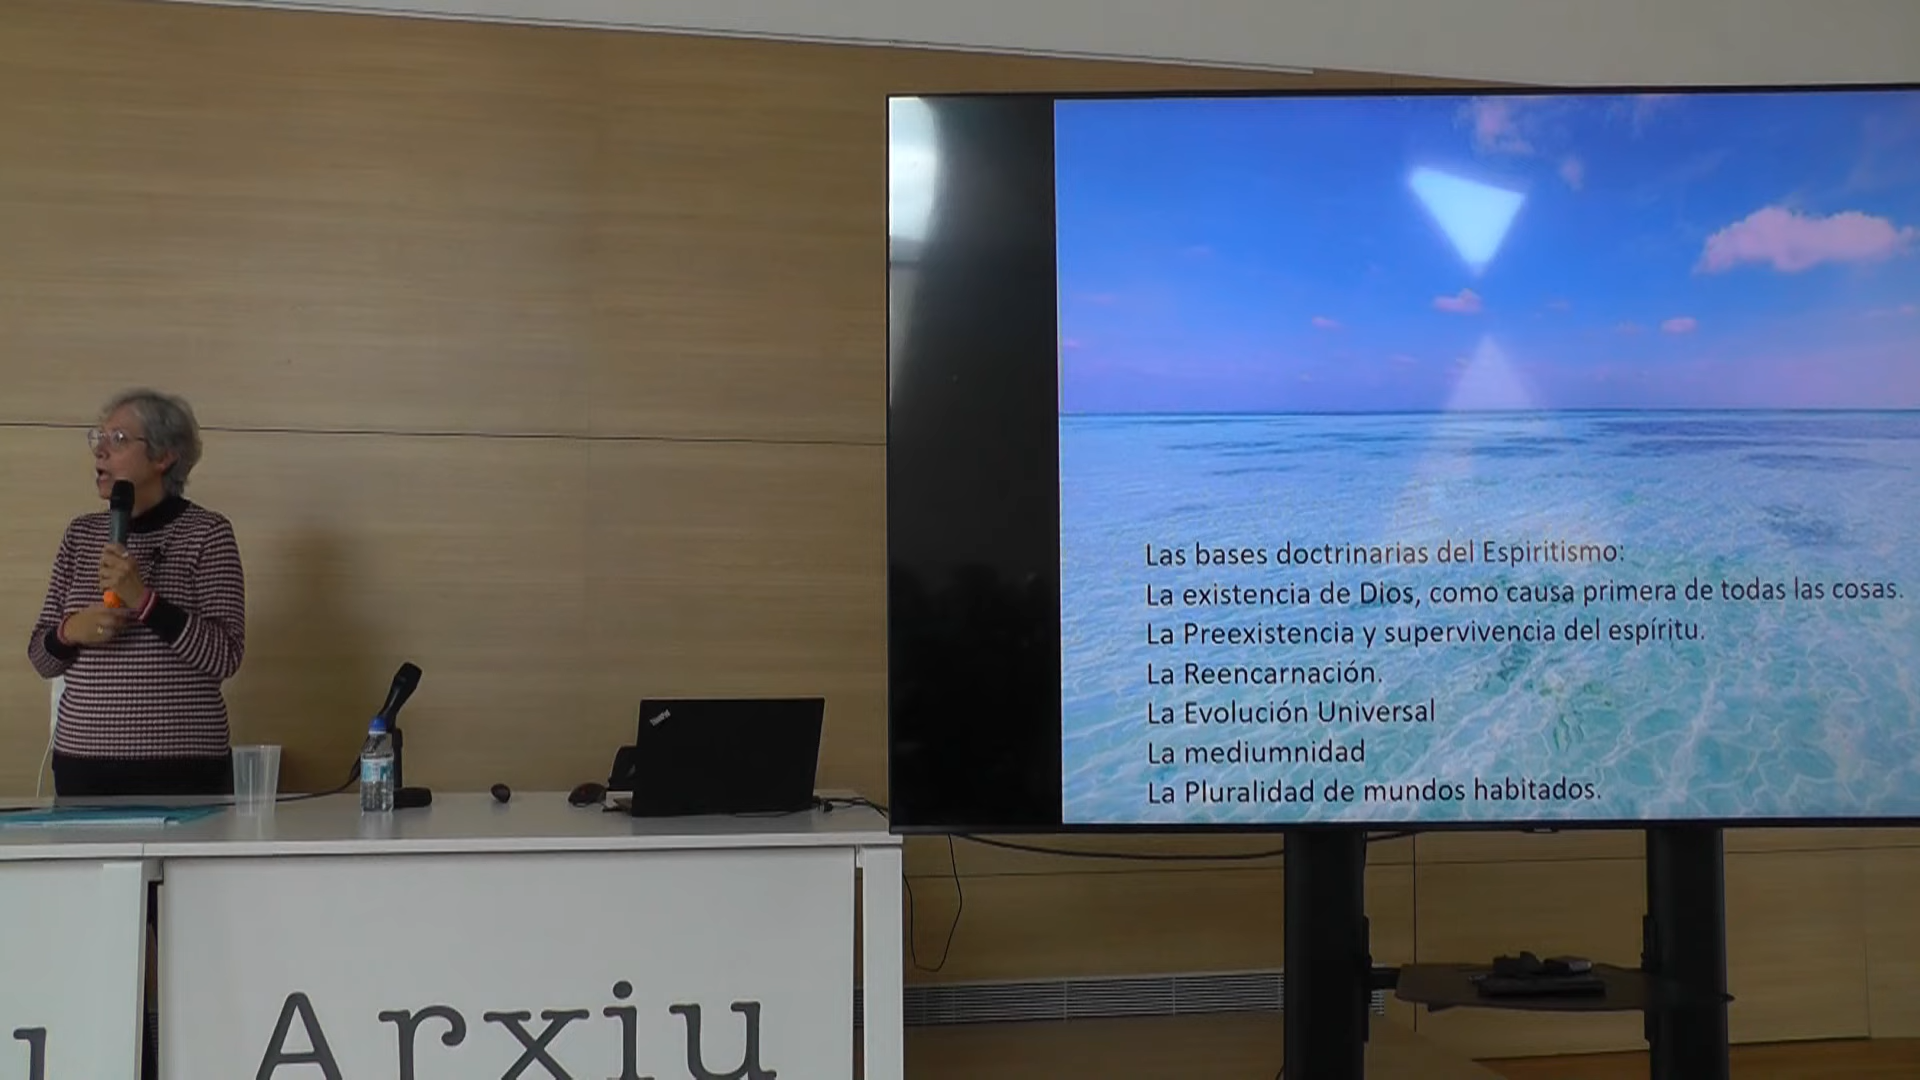 Las bases doctrinarias del Espiritismo:
La existencia de Dios, como causa primera de todas las cosas.
La Preexistencia y supervivencia del espíritu.
La Reencarnación.
La Evolución Universal
La mediumnidad
La Pluralidad de mundos habitados.
ThinkPad
u
Arxiu